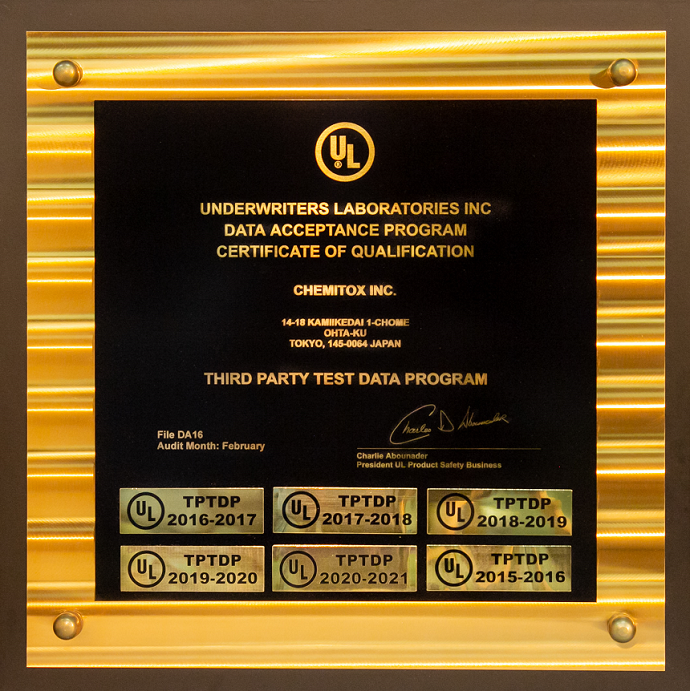 UL
®
UNDERWRITERS LABORATORIES INC
DATA ACCEPTANCE PROGRAM
CERTIFICATE OF QUALIFICATION
CHEMITOX INC.
14-18 KAMIIKEDAI 1-CHOME
OHTA-KU
TOKYO, 145-0064 JAPAN
THIRD PARTY TEST DATA PROGRAM
File DA16
Audit Month: February
Charles D Abounader
Charlie Abounader
President UL Product Safety Business
UL TPTDP
2016-2017
UL TPTDP
2017-2018
UL TPTDP
2018-2019
UL TPTDP
2019-2020
UL TPTDP
2020-2021
UL TPTDP
2015-2016